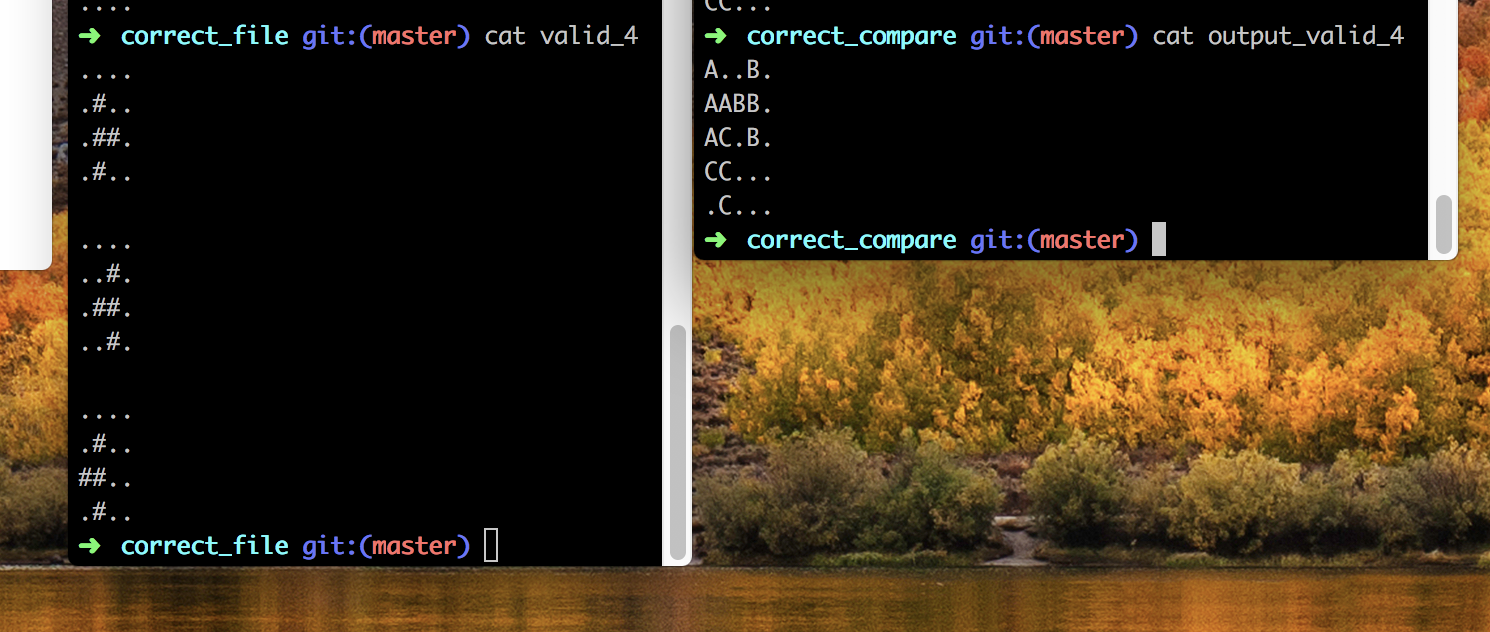 ....
➜ correct_file git:(master) cat valid_4
....
.#..
.##.
.#..

....
..#.
.##.
..#.

....
.#..
##..
.#..
➜ correct_file git:(master)
CC...
➜ correct_compare git:(master) cat output_valid_4
A..B.
AABB.
AC.B.
CC...
.C...
➜ correct_compare git:(master)